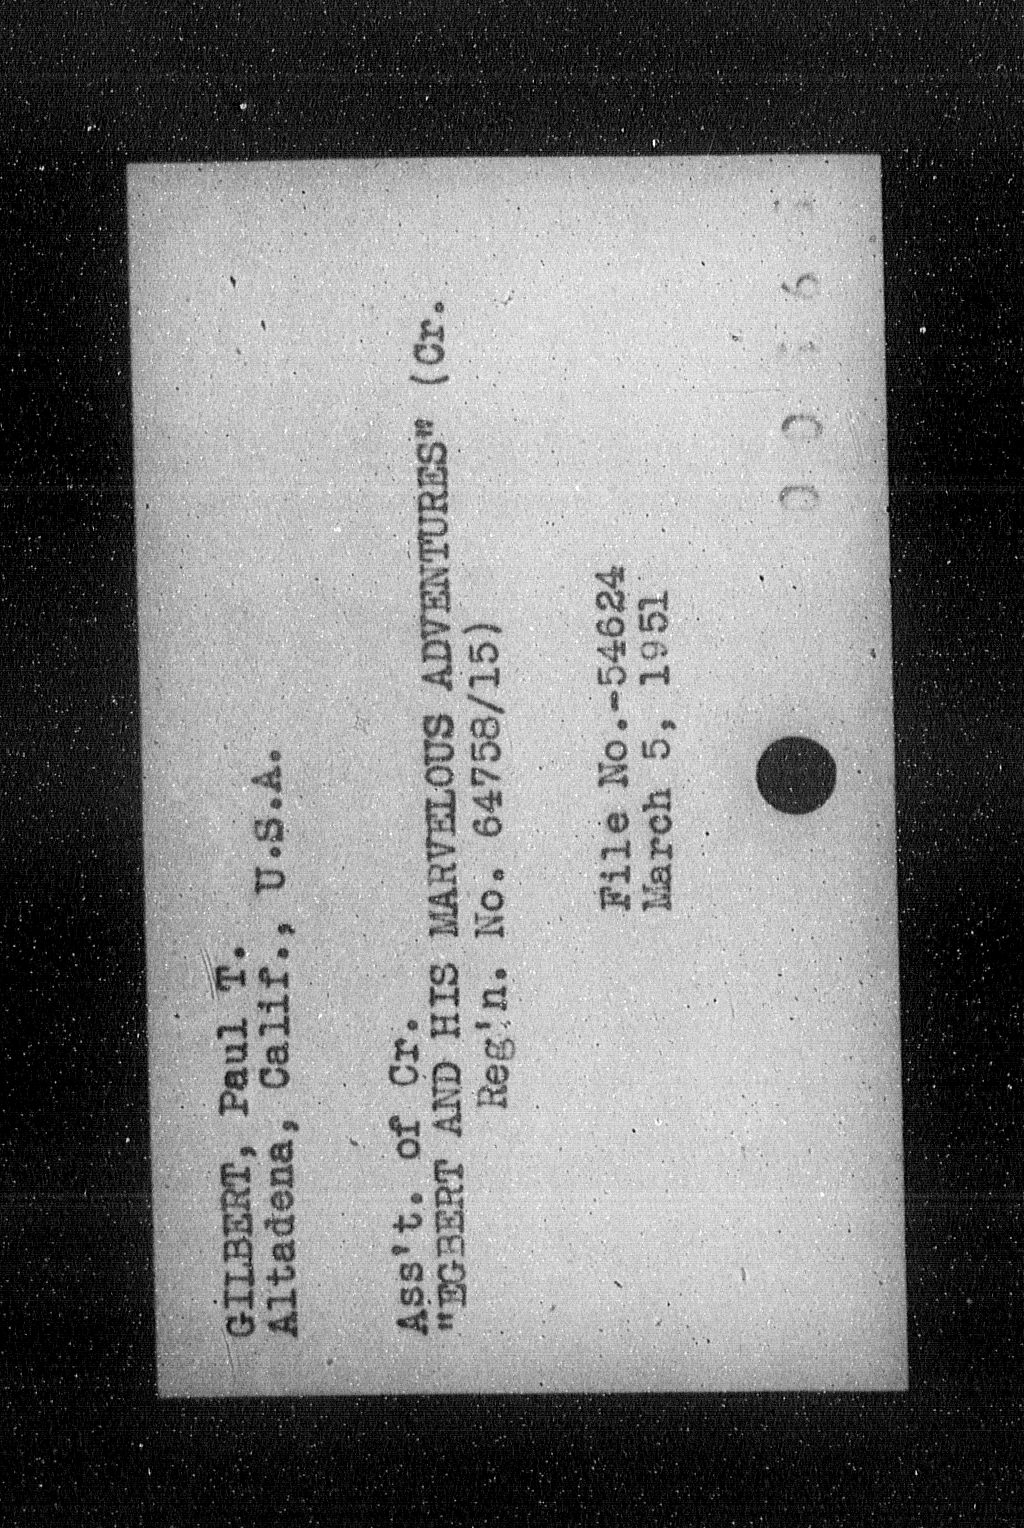 GILBERT, Paul T.
Altadena, Calif., U.S.A.
Ass't. of Cr.
"EGBERT AND HIS MARVELOUS ADVENTURES" (Cr.
Reg'n. No. 64758/15)
File No.-54624
March 5, 1951